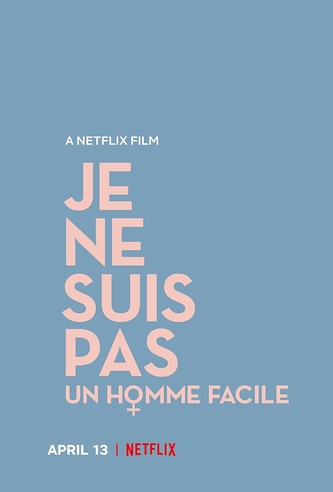 A NETFLIX FILM
JE
NE
SUIS
PAS
UN HOMME FACILE
APRIL 13 | NETFLIX